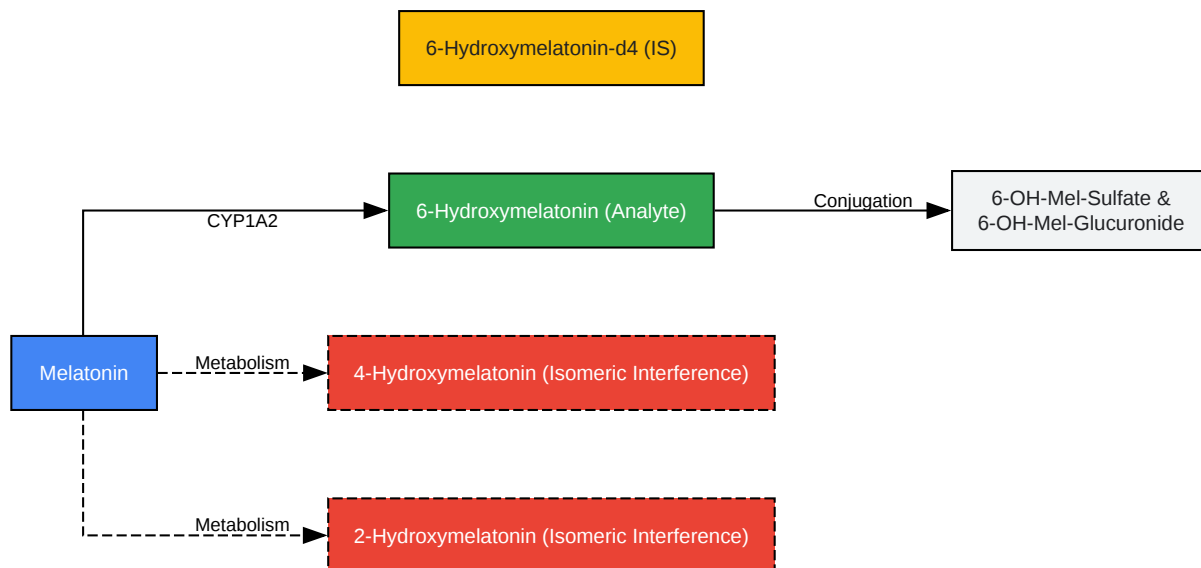 6-Hydroxymelatonin-d4 (IS)
6-Hydroxymelatonin (Analyte)
Conjugation
6-OH-Mel-Sulfate &
6-OH-Mel-Glucuronide
CYP1A2
Melatonin
Metabolism
4-Hydroxymelatonin (Isomeric Interference)
Metabolism
2-Hydroxymelatonin (Isomeric Interference)